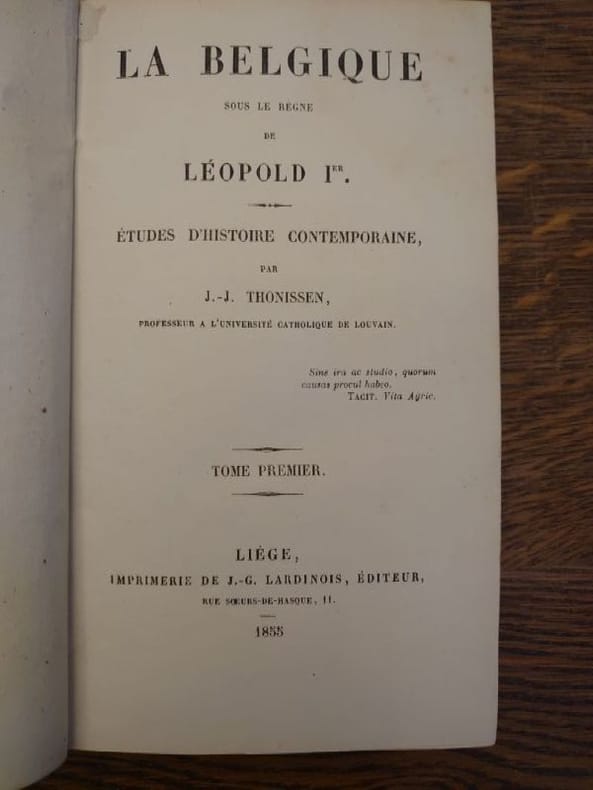 LA BELGIQUE
SOUS LE RÈGNE
DE
LÉOPOLD IER.
ÉTUDES D'HISTOIRE CONTEMPORAINE,
PAR
J.-J. THONISSEN,
PROFESSEUR A L'UNIVERSITÉ CATHOLIQUE DE LOUVAIN.
Sine ira ac studio, quorum
causas procul habeo.
TACIT. Vita Agric.
TOME PREMIER.
LIÉGE,
IMPRIMERIE DE J.-G. LARDINOIS, ÉDITEUR,
RUE SŒURS-DE-HASQUE, 11.
1855